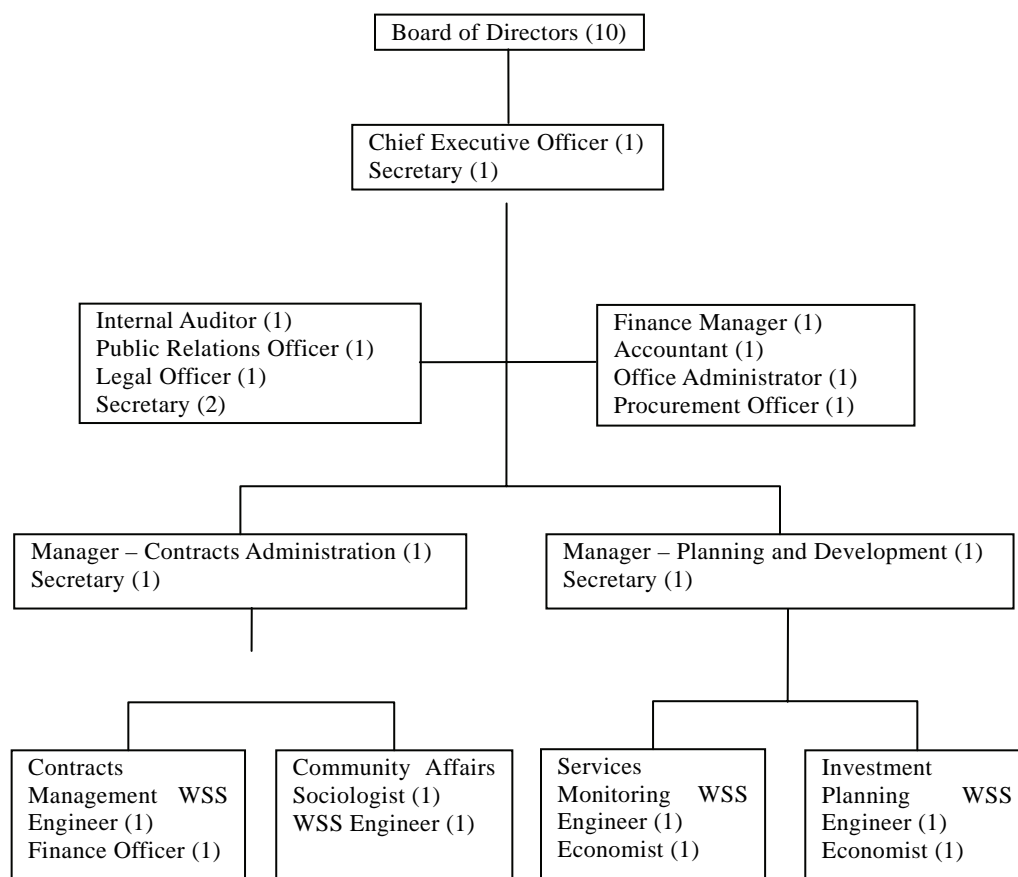 Board of Directors (10)
Chief Executive Officer (1)
Secretary (1)
Internal Auditor (1)
Public Relations Officer (1)
Legal Officer (1)
Secretary (2)
Finance Manager (1)
Accountant (1)
Office Administrator (1)
Procurement Officer (1)
Manager – Contracts Administration (1)
Secretary (1)
Manager – Planning and Development (1)
Secretary (1)
Contracts
Management WSS
Engineer (1)
Finance Officer (1)
Community Affairs
Sociologist (1)
WSS Engineer (1)
Services
Monitoring WSS
Engineer (1)
Economist (1)
Investment
Planning WSS
Engineer (1)
Economist (1)